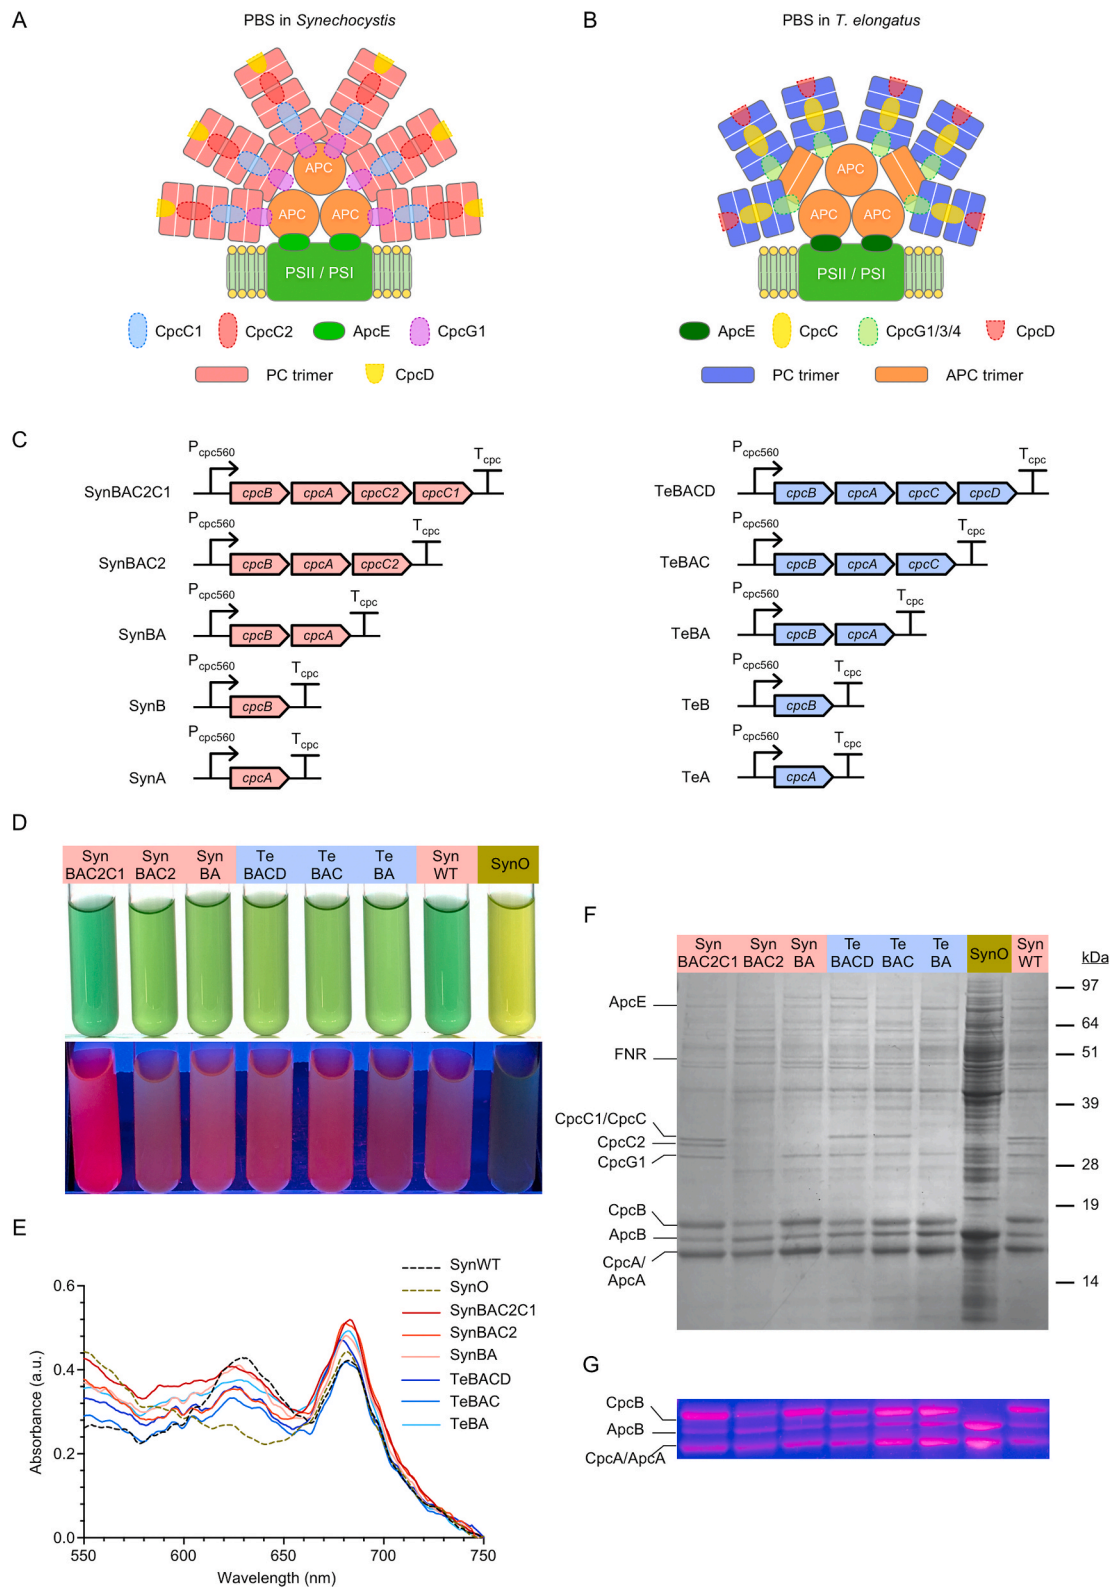 A
PBS in Synechocystis
APC
APC
APC
PSII / PSI
CpcC1
CpcC2
ApcE
CpcG1
PC trimer
CpcD
B
PBS in T. elongatus
APC
APC
APC
PSII / PSI
ApcE
CpcC
CpcG1/3/4
CpcD
PC trimer
APC trimer
C
SynBAC2C1
Pcpc560
cpcB
cpcA
cpcC2
cpcC1
Tcpc
SynBAC2
Pcpc560
cpcB
cpcA
cpcC2
Tcpc
SynBA
Pcpc560
cpcB
cpcA
Tcpc
SynB
Pcpc560
cpcB
Tcpc
SynA
Pcpc560
cpcA
Tcpc
TeBACD
Pcpc560
cpcB
cpcA
cpcC
cpcD
Tcpc
TeBAC
Pcpc560
cpcB
cpcA
cpcC
Tcpc
TeBA
Pcpc560
cpcB
cpcA
Tcpc
TeB
Pcpc560
cpcB
Tcpc
TeA
Pcpc560
cpcA
Tcpc
D
Syn
BAC2C1
Syn
BAC2
Syn
BA
Te
BACD
Te
BAC
Te
BA
Syn
WT
SynO
E
SynWT
SynO
SynBAC2C1
SynBAC2
SynBA
TeBACD
TeBAC
TeBA
Absorbance (a.u.)
0.6
0.4
0.2
0.0
550
600
650
700
750
Wavelength (nm)
F
Syn
BAC2C1
Syn
BAC2
Syn
BA
Te
BACD
Te
BAC
Te
BA
SynO
Syn
WT
kDa
97
64
51
39
28
19
14
ApcE
FNR
CpcC1/CpcC
CpcC2
CpcG1
CpcB
ApcB
CpcA/
ApcA
G
CpcB
ApcB
CpcA/ApcA